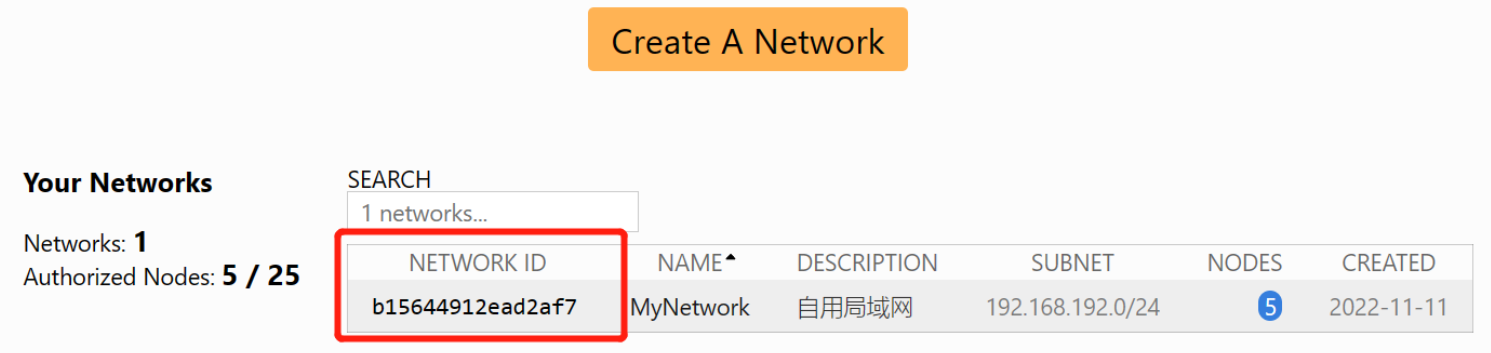 Create A Network
Your Networks
Networks: 1
Authorized Nodes: 5 / 25
SEARCH
1 networks...
NETWORK ID NAME DESCRIPTION SUBNET NODES CREATED
b15644912ead2af7 MyNetwork 自用局域网 192.168.192.0/24 5 2022-11-11